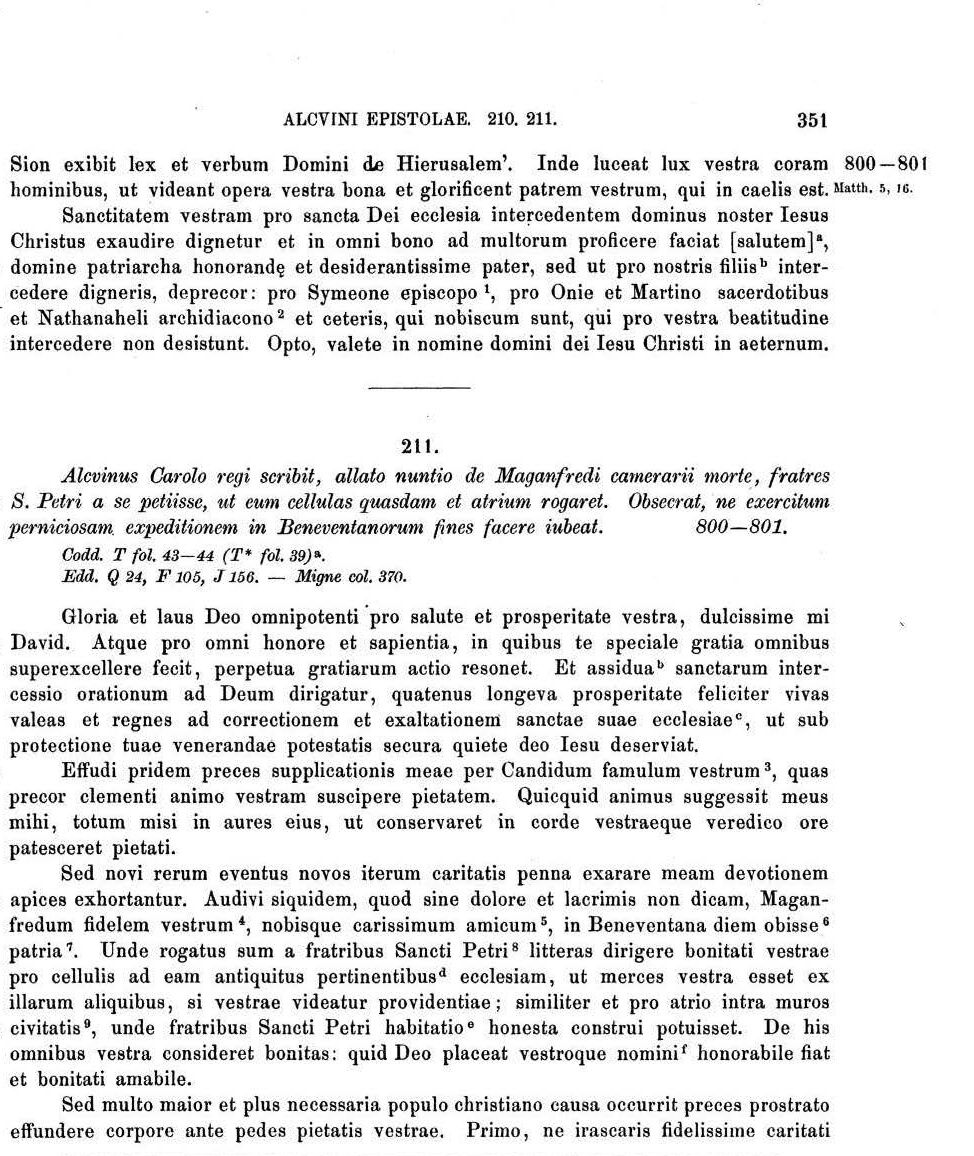 ALCVINI EPISTOLAE. 210. 211. 351
Sion exibit lex et verbum Domini de Hierusalem'. Inde luceat lux vestra coram 800—801
hominibus, ut videant opera vestra bona et glorificent patrem vestrum, qui in caelis est. Matth. 5, 16.
Sanctitatem vestram pro sancta Dei ecclesia intercedentem dominus noster Iesus
Christus exaudire dignetur et in omni bono ad multorum proficere faciat [salutem]ᵃ,
domine patriarcha honorandę et desiderantissime pater, sed ut pro nostris filiisᵇ inter-
cedere digneris, deprecor: pro Symeone episcopo ¹, pro Onie et Martino sacerdotibus
et Nathanaheli archidiacono ² et ceteris, qui nobiscum sunt, qui pro vestra beatitudine
intercedere non desistunt. Opto, valete in nomine domini dei Iesu Christi in aeternum.
211.
Alcvinus Carolo regi scribit, allato nuntio de Maganfredi camerarii morte, fratres
S. Petri a se petiisse, ut eum cellulas quasdam et atrium rogaret. Obsecrat, ne exercitum
perniciosam expeditionem in Beneventanorum fines facere iubeat. 800—801.
Codd. T fol. 43—44 (T* fol. 39)ᵃ.
Edd. Q 24, F 105, J 156. — Migne col. 370.
Gloria et laus Deo omnipotenti pro salute et prosperitate vestra, dulcissime mi
David. Atque pro omni honore et sapientia, in quibus te speciale gratia omnibus
superexcellere fecit, perpetua gratiarum actio resonet. Et assiduaᵇ sanctarum inter-
cessio orationum ad Deum dirigatur, quatenus longeva prosperitate feliciter vivas
valeas et regnes ad correctionem et exaltationem sanctae suae ecclesiaeᶜ, ut sub
protectione tuae venerandae potestatis secura quiete deo Iesu deserviat.
Effudi pridem preces supplicationis meae per Candidum famulum vestrum ³, quas
precor clementi animo vestram suscipere pietatem. Quicquid animus suggessit meus
mihi, totum misi in aures eius, ut conservaret in corde vestraeque veredico ore
patesceret pietati.
Sed novi rerum eventus novos iterum caritatis penna exarare meam devotionem
apices exhortantur. Audivi siquidem, quod sine dolore et lacrimis non dicam, Magan-
fredum fidelem vestrum ⁴, nobisque carissimum amicum ⁵, in Beneventana diem obisse ⁶
patria ⁷. Unde rogatus sum a fratribus Sancti Petri ⁸ litteras dirigere bonitati vestrae
pro cellulis ad eam antiquitus pertinentibusᵈ ecclesiam, ut merces vestra esset ex
illarum aliquibus, si vestrae videatur providentiae; similiter et pro atrio intra muros
civitatis ⁹, unde fratribus Sancti Petri habitatioᵉ honesta construi potuisset. De his
omnibus vestra consideret bonitas: quid Deo placeat vestroque nominiᶠ honorabile fiat
et bonitati amabile.
Sed multo maior et plus necessaria populo christiano causa occurrit preces prostrato
effundere corpore ante pedes pietatis vestrae. Primo, ne irascaris fidelissime caritati